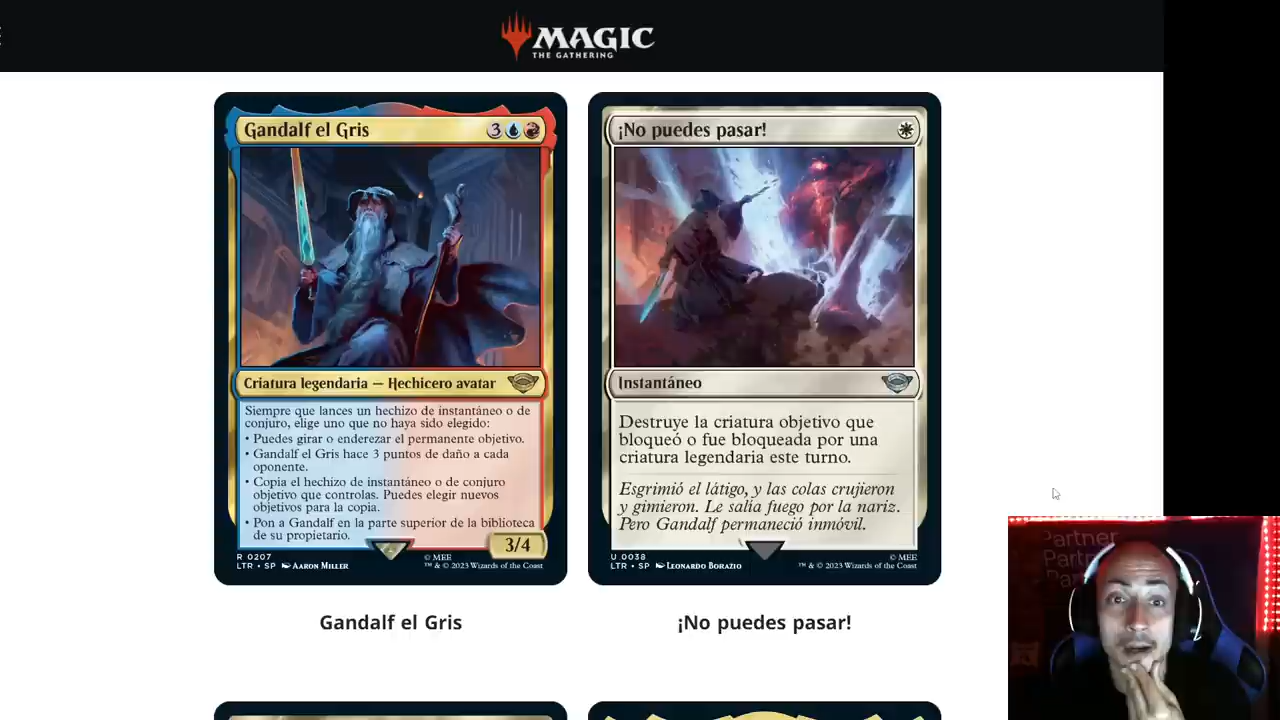 MAGIC
THE GATHERING
Gandalf el Gris 3
Criatura legendaria — Hechicero avatar
Siempre que lances un hechizo de instantáneo o de
conjuro, elige uno que no haya sido elegido:
• Puedes girar o enderezar el permanente objetivo.
• Gandalf el Gris hace 3 puntos de daño a cada
oponente.
• Copia el hechizo de instantáneo o de conjuro
objetivo que controlas. Puedes elegir nuevos
objetivos para la copia.
• Pon a Gandalf en la parte superior de la biblioteca
de su propietario.
3/4
R 0207
LTR • SP AARON MILLER
© MEE
™ & © 2023 Wizards of the Coast
Gandalf el Gris
¡No puedes pasar!
Instantáneo
Destruye la criatura objetivo que
bloqueó o fue bloqueada por una
criatura legendaria este turno.
Esgrimió el látigo, y las colas crujieron
y gimieron. Le salía fuego por la nariz.
Pero Gandalf permaneció inmóvil.
U 0038
LTR • SP LEONARDO BORAZIO
© MEE
™ & © 2023 Wizards of the Coast
¡No puedes pasar!
Partner
Partn